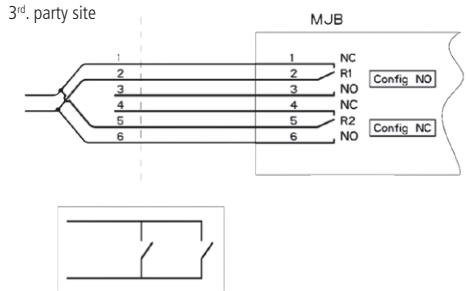 3rd. party site
MJB
1 1 NC
2 2 R1
3 3 NO
Config NO
4 4 NC
5 5 R2
6 6 NO
Config NC